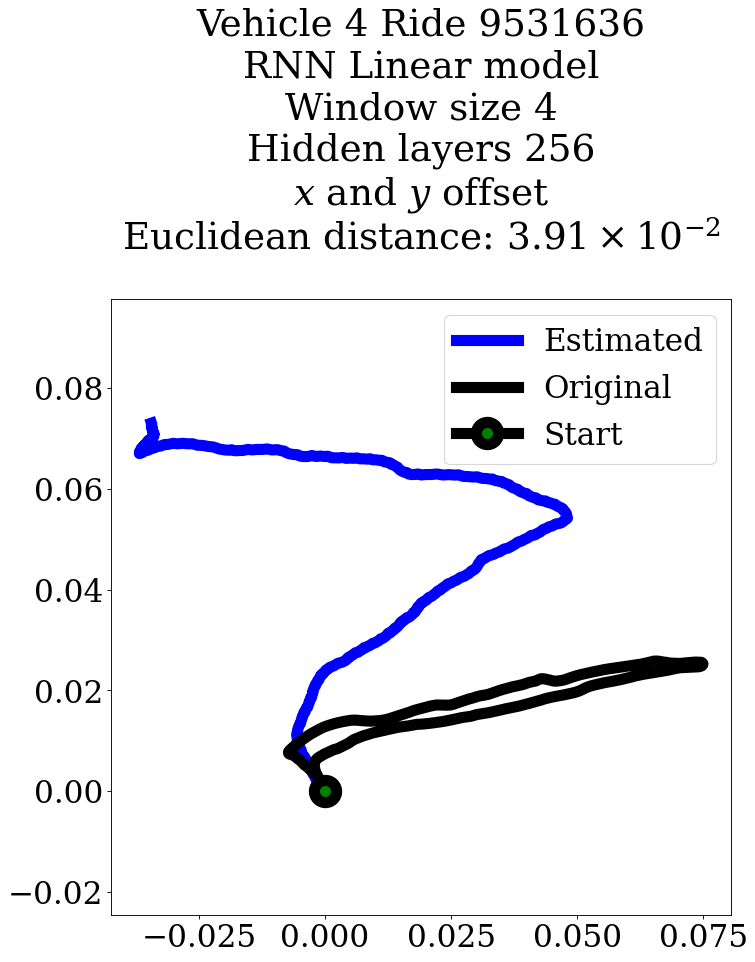 Vehicle 4 Ride 9531636
RNN Linear model
Window size 4
Hidden layers 256
x and y offset
Euclidean distance: 3.91 × 10⁻²
Estimated
Original
Start
0.08
0.06
0.04
0.02
0.00
−0.02
−0.025 0.000 0.025 0.050 0.075